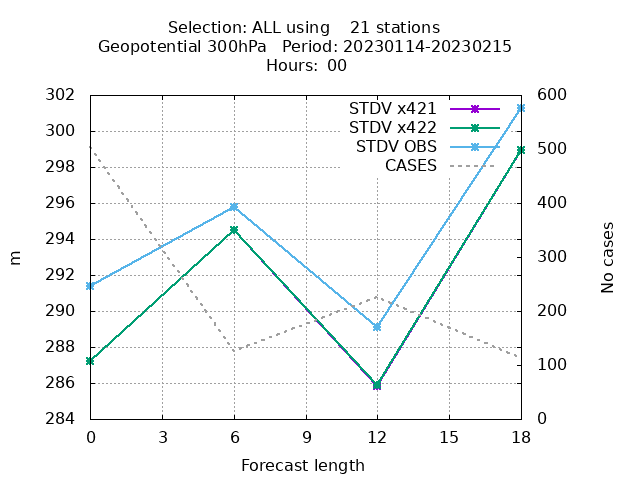 Selection: ALL using    21 stations
Geopotential 300hPa   Period: 20230114-20230215
Hours:  00
302
300
298
296
294
292
290
288
286
284
m
STDV x421
STDV x422
STDV OBS
CASES
600
500
400
300
200
100
0
No cases
0 3 6 9 12 15 18
Forecast length